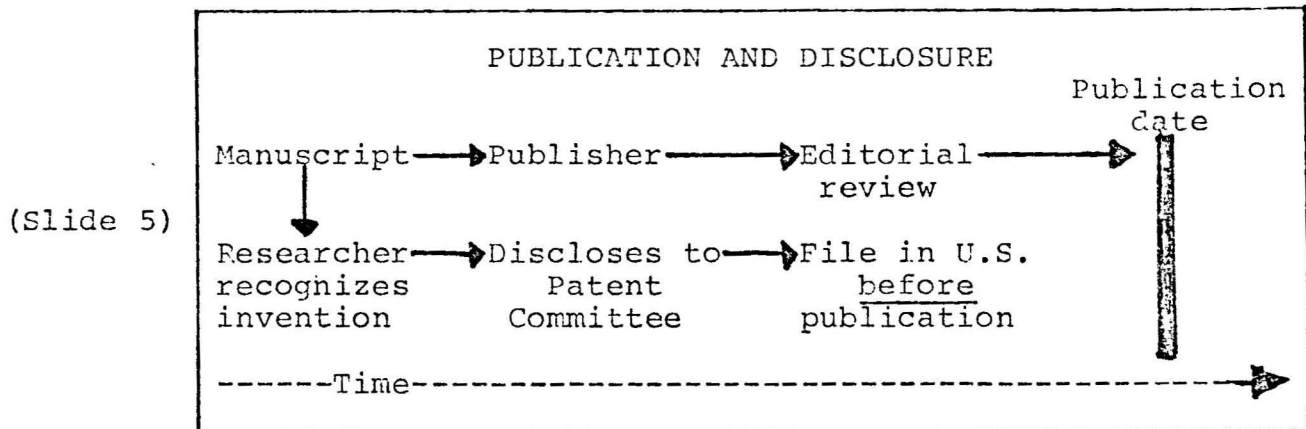 PUBLICATION AND DISCLOSURE
Publication
date
Manuscript Publisher Editorial
review
(Slide 5)
Researcher Discloses to File in U.S.
recognizes Patent before
invention Committee publication
Time